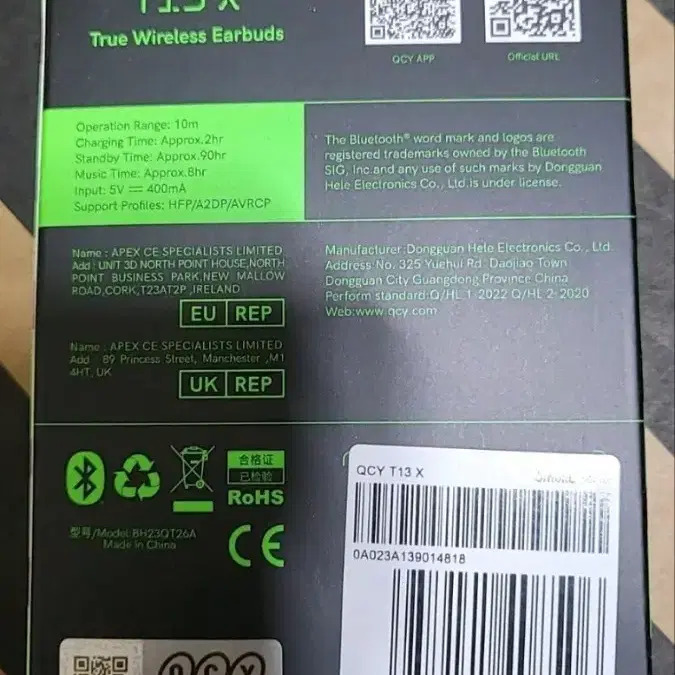 T13 X
True Wireless Earbuds
QCY APP
Official URL
Operation Range: 10m
Charging Time: Approx.2hr
Standby Time: Approx.90hr
Music Time: Approx.8hr
Input: 5V ⎓ 400mA
Support Profiles: HFP/A2DP/AVRCP
The Bluetooth® word mark and logos are
registered trademarks owned by the Bluetooth
SIG, Inc.and any use of such marks by Dongguan
Hele Electronics Co., Ltd.is under license.
Name : APEX CE SPECIALISTS LIMITED
Add : UNIT 3D NORTH POINT HOUSE,NORTH
POINT BUSINESS PARK,NEW MALLOW
ROAD,CORK,T23AT2P ,IRELAND
EU REP
Name : APEX CE SPECIALISTS LIMITED
Add : 89 Princess Street, Manchester ,M1
4HT, UK
UK REP
Manufacturer:Dongguan Hele Electronics Co., Ltd.
Address:No. 325 Yuehui Rd. Daojiao Town
Dongguan City Guangdong Province China
Perform standard:Q/HL 1-2022 Q/HL 2-2020
Web:www.qcy.com
合格证
已检验
RoHS
型号/Model:BH23QT26A
Made in China
CE
QCY T13 X
0A023A139014818
QCY